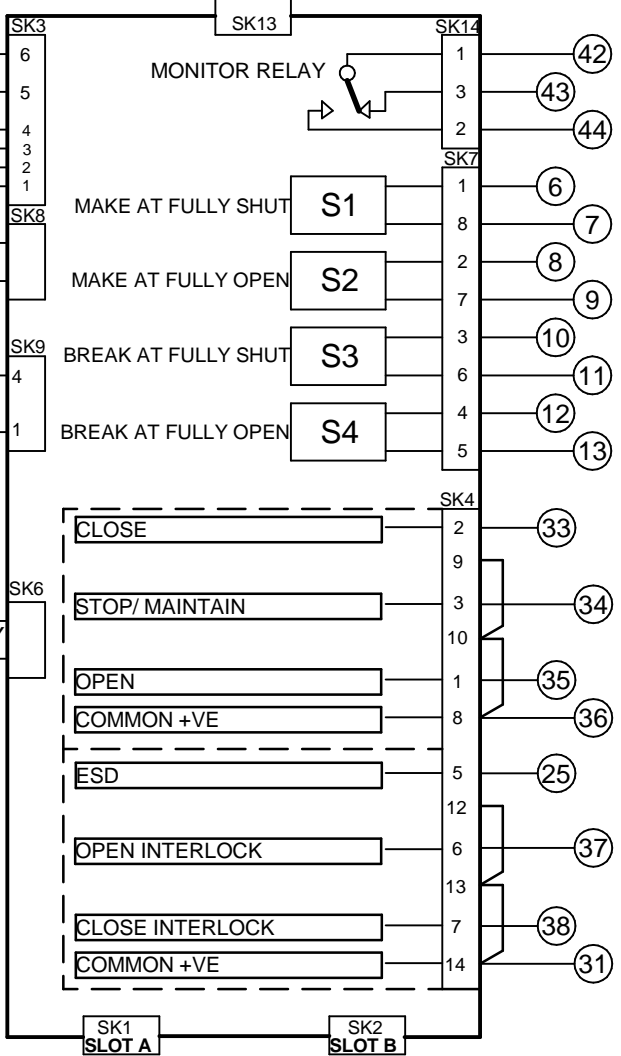 SK3
SK13
SK14
6
MONITOR RELAY
1
42
5
3
43
4
2
44
3
2
1
SK7
MAKE AT FULLY SHUT
S1
1
6
SK8
8
7
MAKE AT FULLY OPEN
S2
2
8
7
9
SK9
BREAK AT FULLY SHUT
S3
3
10
4
6
11
1
BREAK AT FULLY OPEN
S4
4
12
5
13
SK4
CLOSE
2
33
9
SK6
STOP/ MAINTAIN
3
34
10
OPEN
1
35
COMMON +VE
8
36
ESD
5
25
12
OPEN INTERLOCK
6
37
13
CLOSE INTERLOCK
7
38
COMMON +VE
14
31
SK1
SLOT A
SK2
SLOT B